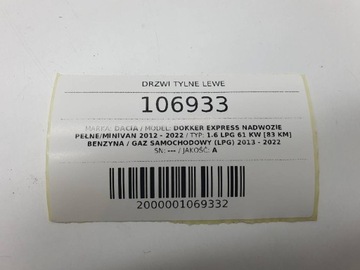 DRZWI TYLNE LEWE
106933
MARKA: DACIA / MODEL: DOKKER EXPRESS NADWOZIE
PEŁNE/MINIVAN 2012 - 2022 / TYP: 1.6 LPG 61 KW [83 KM]
BENZYNA / GAZ SAMOCHODOWY (LPG) 2013 - 2022
SN: --- / JAKOŚĆ: A
2000001069332